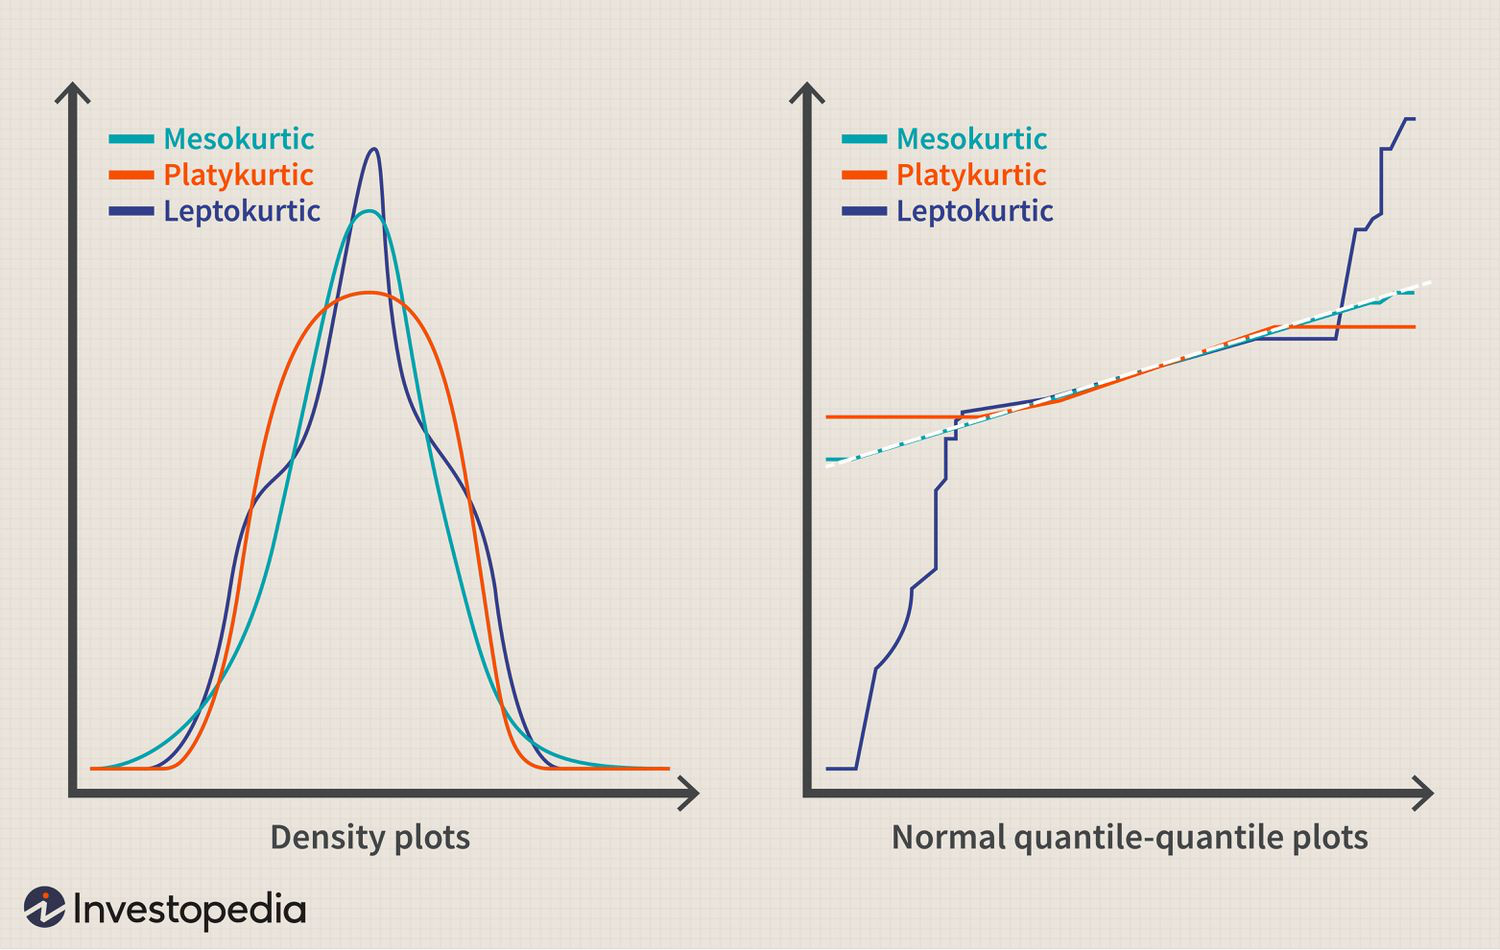 Mesokurtic
Platykurtic
Leptokurtic
Density plots
Mesokurtic
Platykurtic
Leptokurtic
Normal quantile-quantile plots
Investopedia